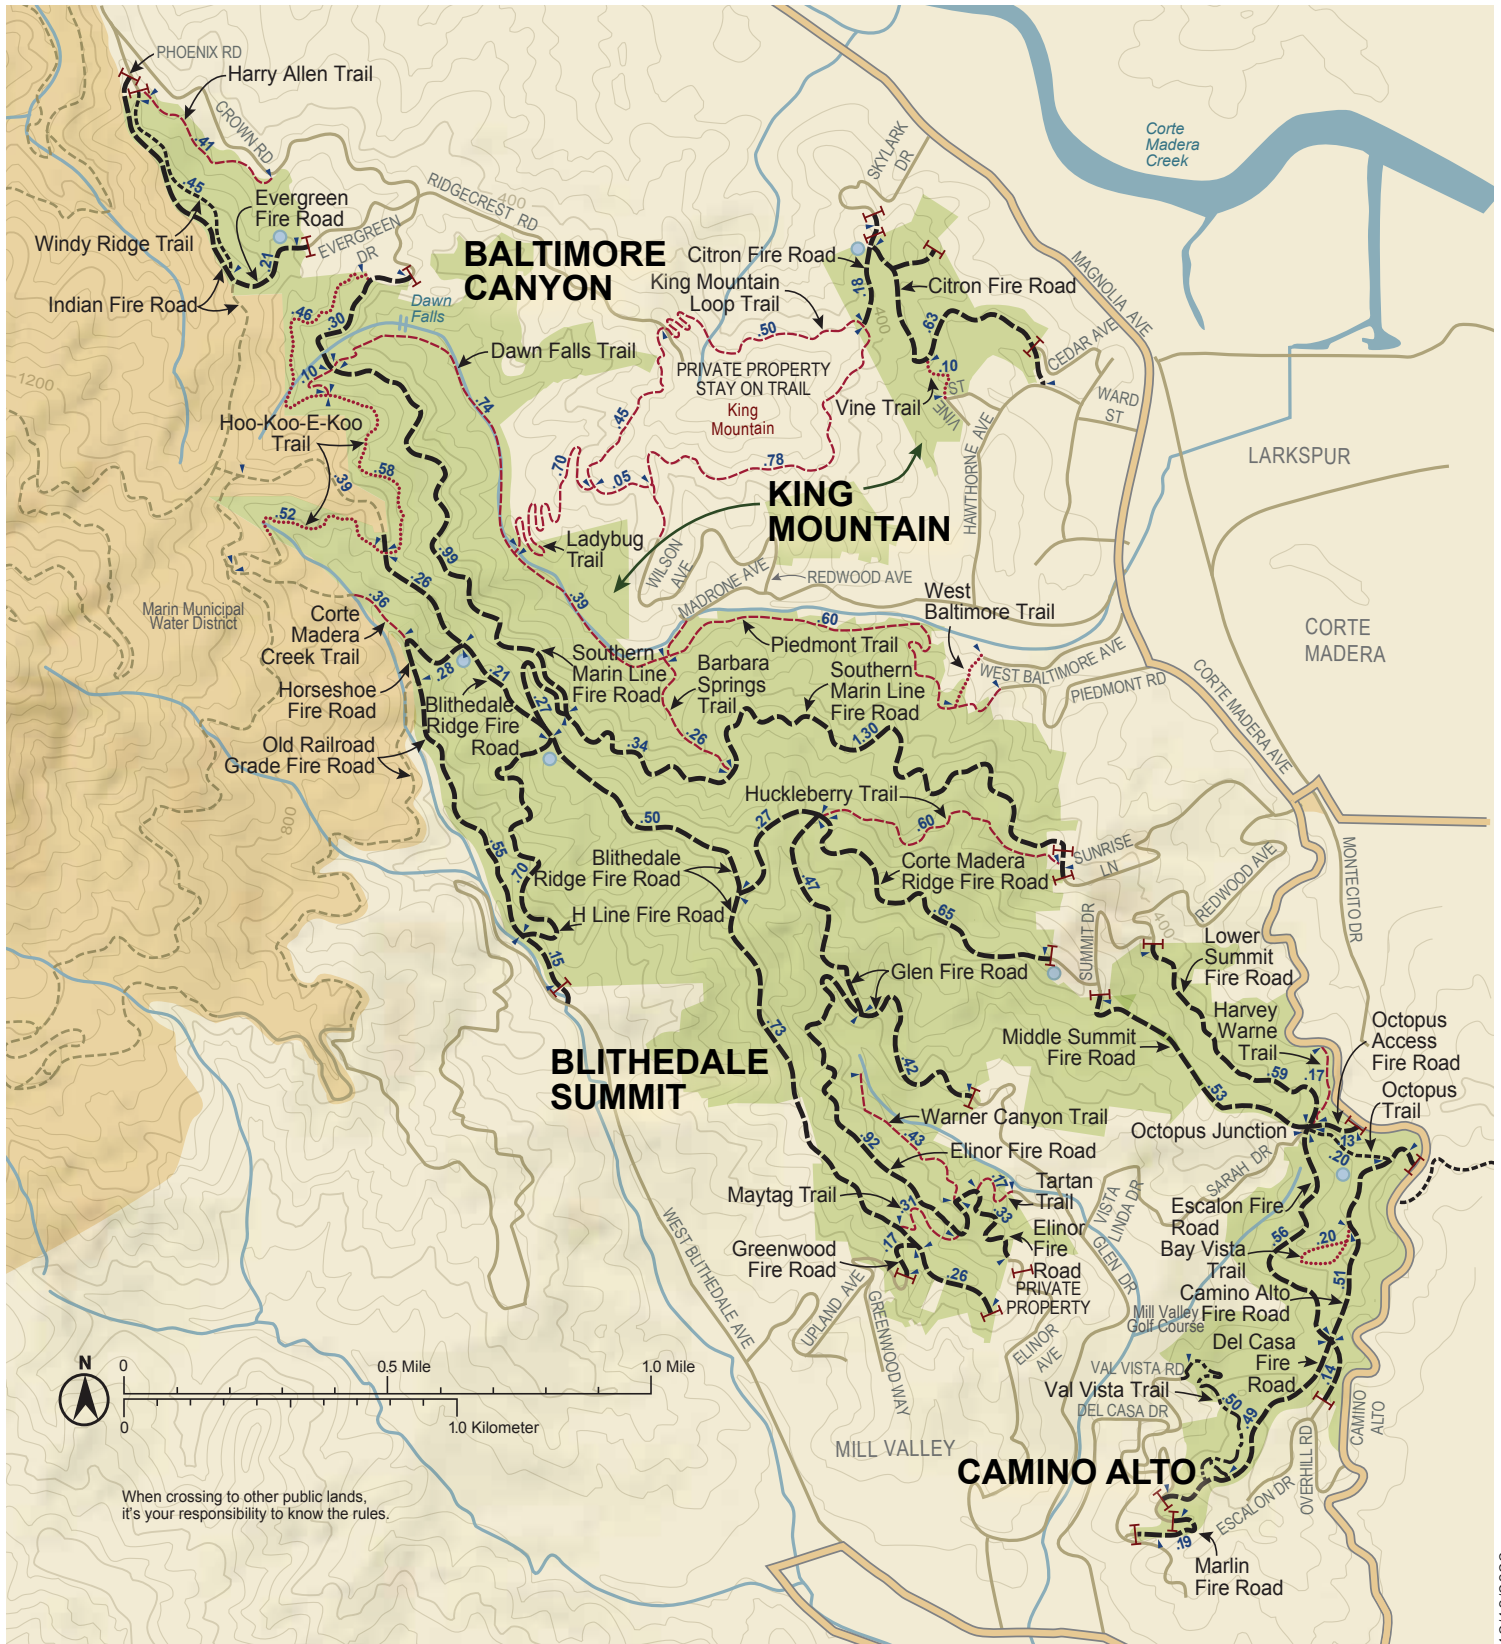 PHOENIX RD
Harry Allen Trail
CROWN RD
.41
.45
Evergreen
Fire Road
Windy Ridge Trail
.21
Indian Fire Road
EVERGREEN
DR
RIDGECREST RD
400
BALTIMORE
CANYON
Dawn
Falls
.46
.30
.10
1200
Dawn Falls Trail
.74
Hoo-Koo-E-Koo
Trail
.58
.39
.52
.99
.26
.36
Marin Municipal
Water District
Corte
Madera
Creek Trail
Horseshoe
Fire Road
.28
.21
Blithedale
Ridge Fire
Road
.27
Old Railroad
Grade Fire Road
800
Southern
Marin Line
Fire Road
.34
SKYLARK
DR
Corte
Madera
Creek
MAGNOLIA AVE
Citron Fire Road
King Mountain
Loop Trail
.18
400
Citron Fire Road
.63
.50
PRIVATE PROPERTY
STAY ON TRAIL
King
Mountain
.45
.70
.05
.78
.10
Vine Trail
VINE
ST
CEDAR AVE
WARD
ST
HAWTHORNE AVE
LARKSPUR
KING
MOUNTAIN
Ladybug
Trail
.39
WILSON
AVE
MADRONE AVE
REDWOOD AVE
West
Baltimore Trail
.60
Piedmont Trail
Barbara
Springs
Trail
.26
Southern
Marin Line
Fire Road
1.30
WEST BALTIMORE AVE
PIEDMONT RD
CORTE
MADERA
CORTE MADERA AVE
Huckleberry Trail
.60
.50
.27
Blithedale
Ridge Fire Road
.47
Corte Madera
Ridge Fire Road
.65
SUNRISE
LN
SUMMIT DR
400
REDWOOD AVE
MONTECITO DR
.55
.70
H Line Fire Road
.15
Glen Fire Road
.73
.42
BLITHEDALE
SUMMIT
Lower
Summit
Fire Road
Harvey
Warne
Trail
Middle Summit
Fire Road
.59
.17
.53
Octopus
Access
Fire Road
Octopus
Trail
Octopus Junction
.13
.20
Warner Canyon Trail
.43
.92
Elinor Fire Road
.17
Tartan
Trail
Maytag Trail
.31
.33
Elinor
Fire
Road
.17
Greenwood
Fire Road
.26
PRIVATE
PROPERTY
WEST BLITHEDALE AVE
UPLAND AVE
GREENWOOD WAY
ELINOR
AVE
GLEN DR
VISTA
LINDA DR
SARAH DR
Escalon Fire
Road
.56
Bay Vista
Trail
.20
.51
Camino Alto
Fire Road
Mill Valley
Golf Course
Del Casa
Fire
Road
.14
VAL VISTA RD
Val Vista Trail
.50
.49
DEL CASA DR
CAMINO
ALTO
OVERHILL RD
ESCALON DR
MILL VALLEY
CAMINO ALTO
.19
Marlin
Fire Road
N
0
0.5 Mile
1.0 Mile
0
1.0 Kilometer
When crossing to other public lands,
it's your responsibility to know the rules.